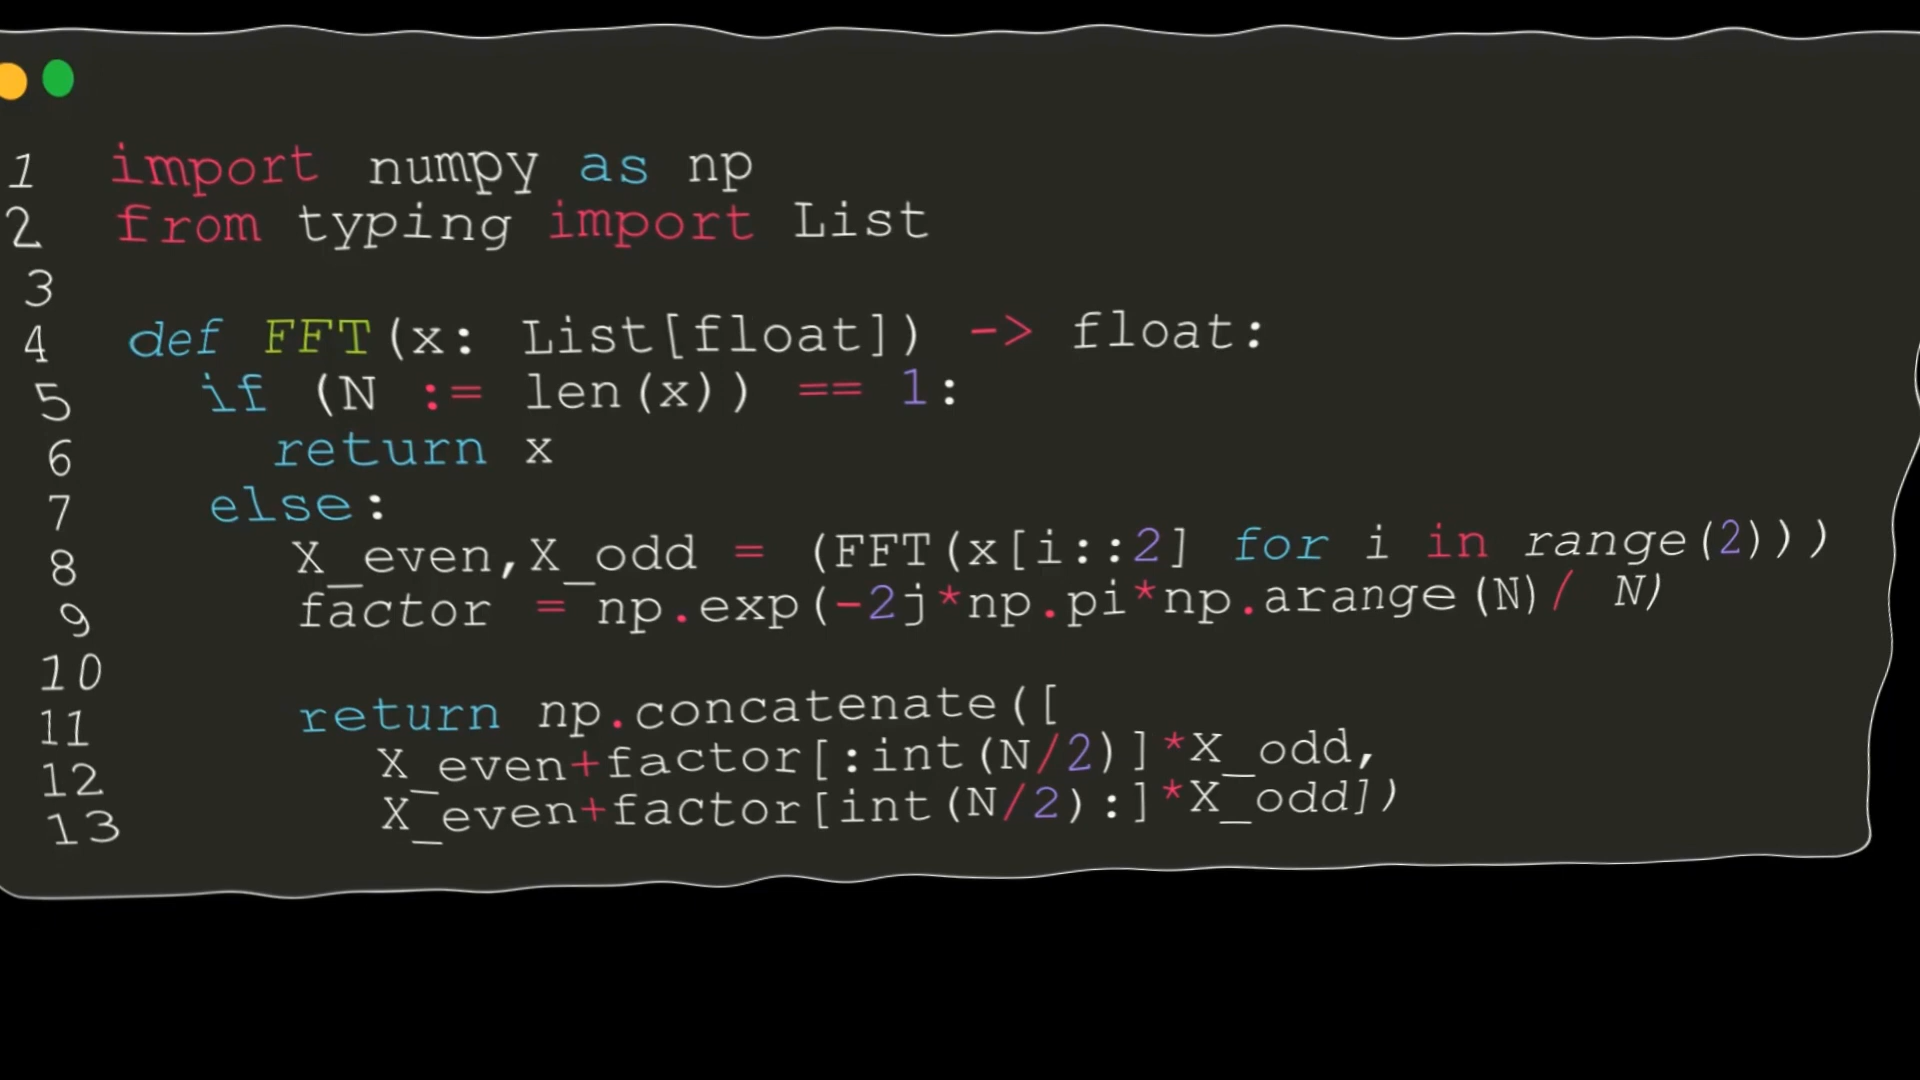 1 import numpy as np
2 from typing import List
3
4 def FFT(x: List[float]) -> float:
5 if (N := len(x)) == 1:
6 return x
7 else:
8 X_even,X_odd = (FFT(x[i::2] for i in range(2)))
9 factor = np.exp(-2j*np.pi*np.arange(N)/ N)
10
11 return np.concatenate([
12 X_even+factor[:int(N/2)]*X_odd,
13 X_even+factor[int(N/2):]*X_odd])